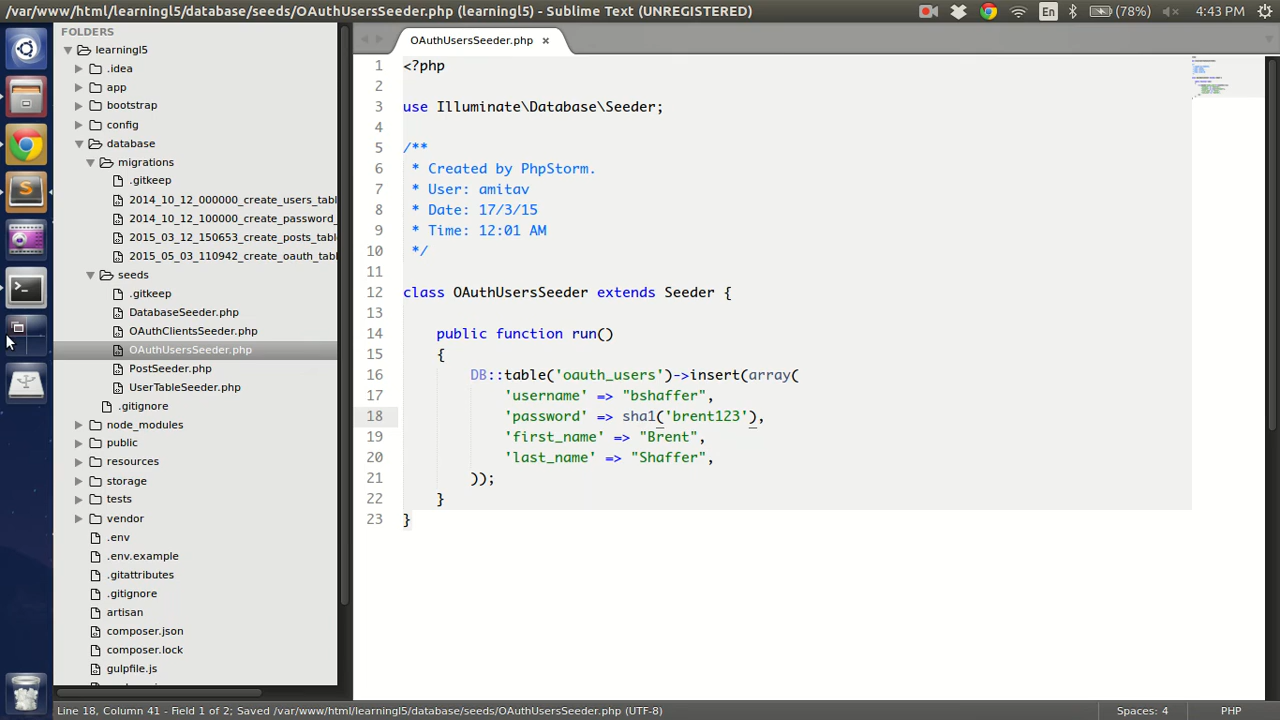 /var/www/html/learningl5/database/seeds/OAuthUsersSeeder.php (learningl5) - Sublime Text (UNREGISTERED)
En
(78%)
4:43 PM
FOLDERS
learningl5
.idea
app
bootstrap
config
database
migrations
.gitkeep
2014_10_12_000000_create_users_tabl
2014_10_12_100000_create_password_
2015_03_12_150653_create_posts_tabl
2015_05_03_110942_create_oauth_tabl
seeds
.gitkeep
DatabaseSeeder.php
OAuthClientsSeeder.php
OAuthUsersSeeder.php
PostSeeder.php
UserTableSeeder.php
.gitignore
node_modules
public
resources
storage
tests
vendor
.env
.env.example
.gitattributes
.gitignore
artisan
composer.json
composer.lock
gulpfile.js
OAuthUsersSeeder.php ×
1 <?php
2
3 use Illuminate\Database\Seeder;
4
5 /**
6 * Created by PhpStorm.
7 * User: amitav
8 * Date: 17/3/15
9 * Time: 12:01 AM
10 */
11
12 class OAuthUsersSeeder extends Seeder {
13
14 public function run()
15 {
16 DB::table('oauth_users')->insert(array(
17 'username' => "bshaffer",
18 'password' => sha1('brent123'),
19 'first_name' => "Brent",
20 'last_name' => "Shaffer",
21 ));
22 }
23 }
Line 18, Column 41 - Field 1 of 2; Saved /var/www/html/learningl5/database/seeds/OAuthUsersSeeder.php (UTF-8)
Spaces: 4
PHP